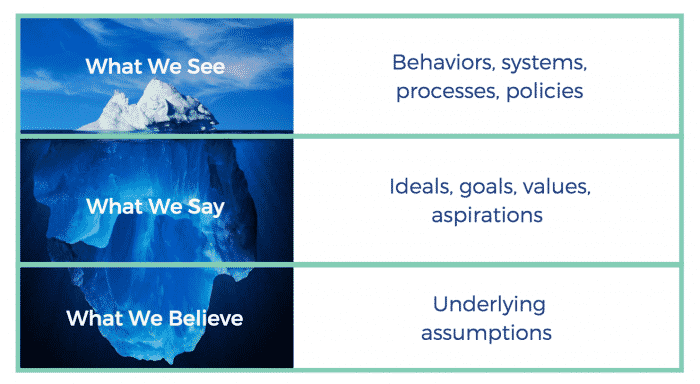 What We See
Behaviors, systems,
processes, policies
What We Say
Ideals, goals, values,
aspirations
What We Believe
Underlying
assumptions